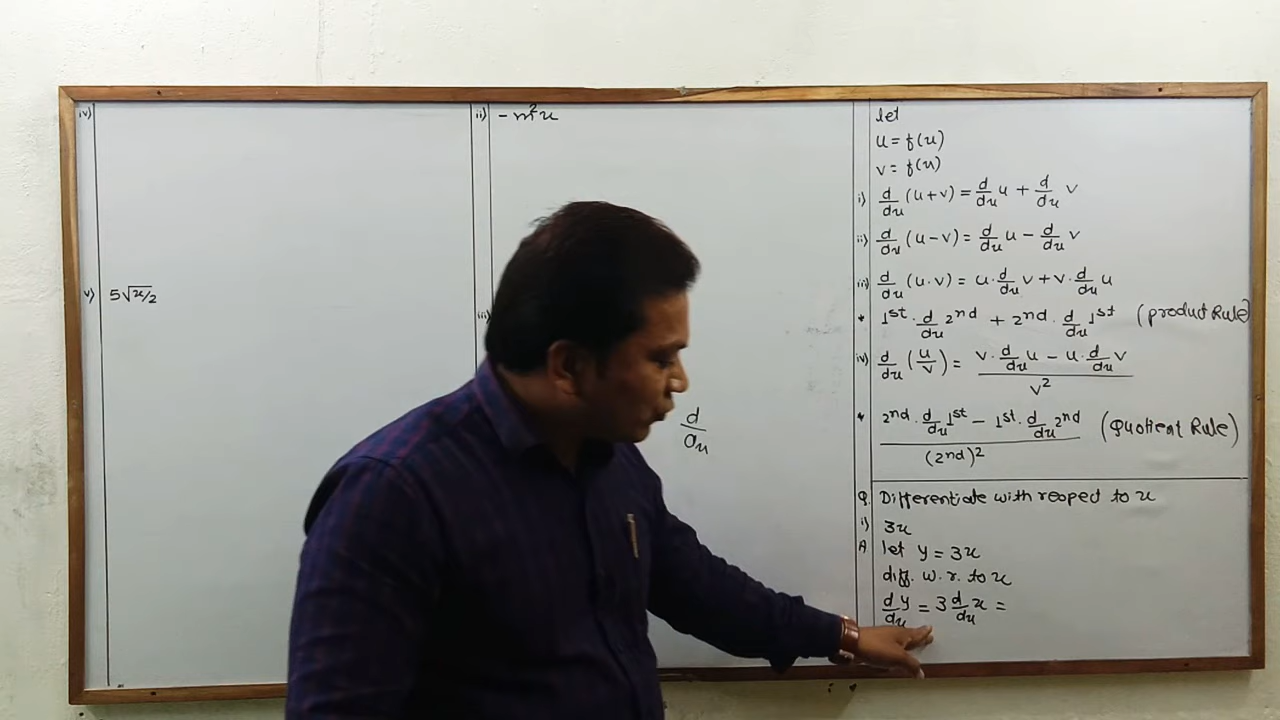 iv)
v) 5√x/2
ii) - m²x
iii)
d/dx
let
u = f(x)
v = f(x)
i) d/dx (u+v) = d/dx u + d/dx v
ii) d/dx (u-v) = d/dx u - d/dx v
iii) d/dx (u·v) = u· d/dx v + v· d/dx u
* 1st · d/dx 2nd + 2nd · d/dx 1st (product Rule)
iv) d/dx (u/v) = v· d/dx u - u· d/dx v / v²
* 2nd · d/dx 1st - 1st · d/dx 2nd / (2nd)² (Quotient Rule)
Q. Differentiate with respect to x
i) 3x
A let y = 3x
diff. w.r. to x
dy/dx = 3 d/dx x =